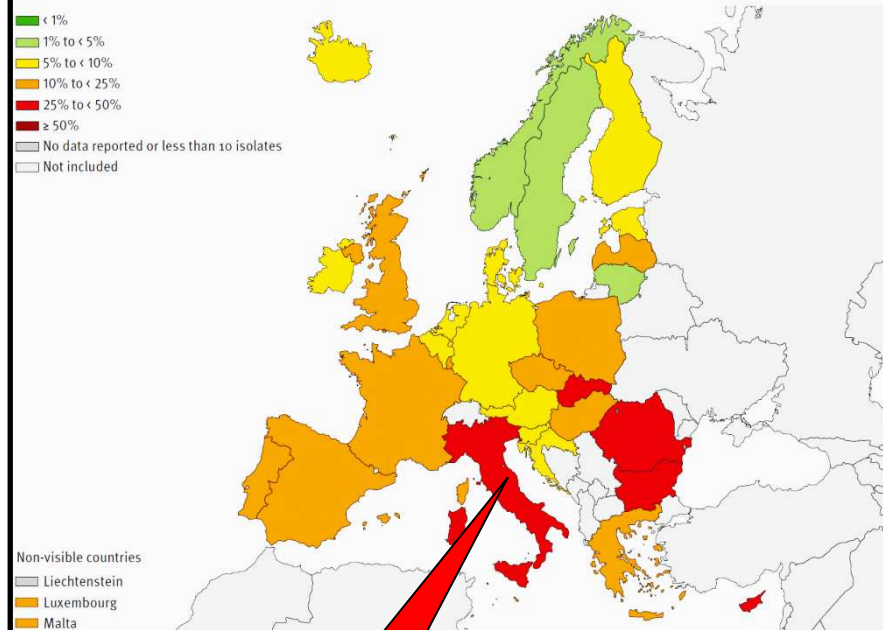 < 1%
1% to < 5%
5% to < 10%
10% to < 25%
25% to < 50%
≥ 50%
No data reported or less than 10 isolates
Not included
Non-visible countries
Liechtenstein
Luxembourg
Malta